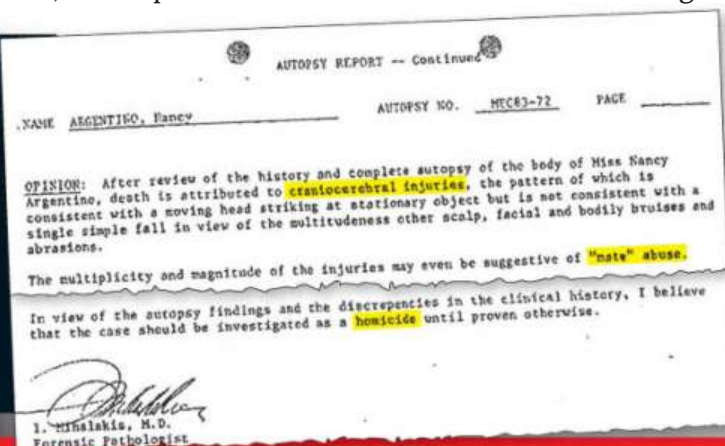 AUTOPSY REPORT -- Continued
NAME ARGENTINO, Nancy AUTOPSY NO. MEC83-72 PAGE
OPINION: After review of the history and complete autopsy of the body of Miss Nancy
Argentino, death is attributed to craniocerebral injuries, the pattern of which is
consistent with a moving head striking at stationary object but is not consistent with a
single simple fall in view of the multitudeness other scalp, facial and bodily bruises and
abrasions.
The multiplicity and magnitude of the injuries may even be suggestive of "mate" abuse.
In view of the autopsy findings and the discrepencies in the clinical history, I believe
that the case should be investigated as a homicide until proven otherwise.
I. Mihalakis, M.D.
Forensic Pathologist